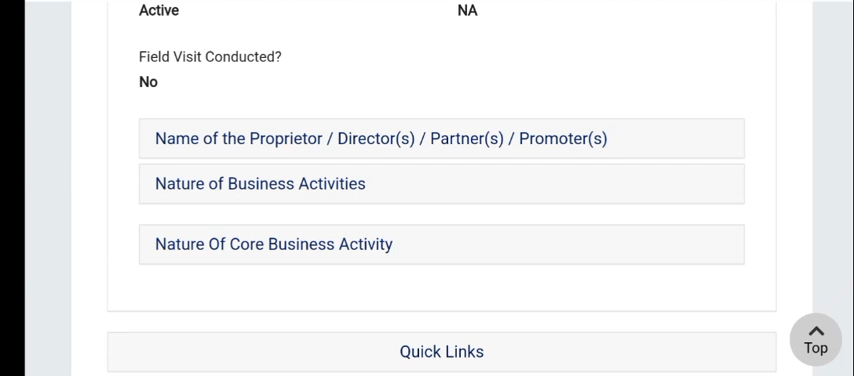 Active NA
Field Visit Conducted?
No
Name of the Proprietor / Director(s) / Partner(s) / Promoter(s)
Nature of Business Activities
Nature Of Core Business Activity
Quick Links
Top